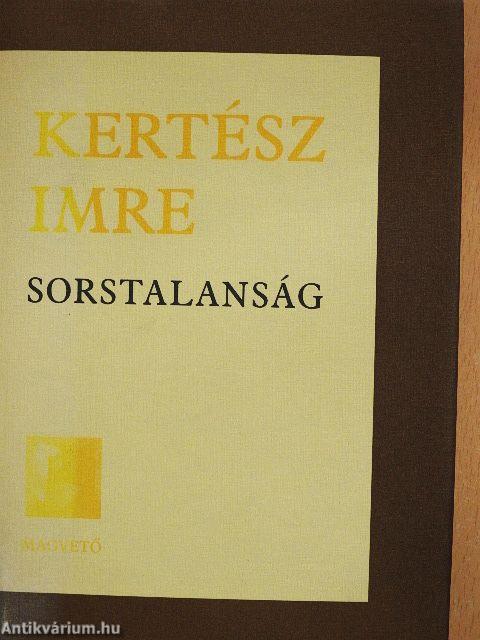 KERTÉSZ
IMRE
SORSTALANSÁG
MAGVETŐ
Antikvárium.hu